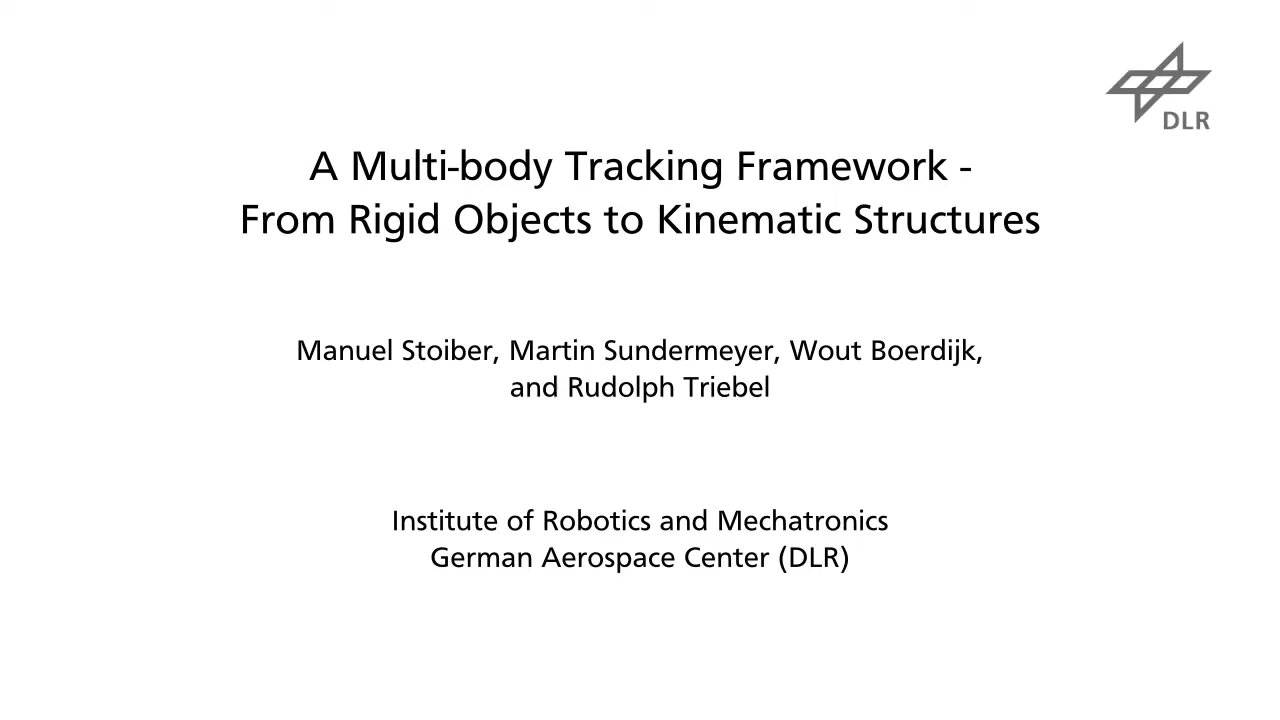 DLR
A Multi-body Tracking Framework -
From Rigid Objects to Kinematic Structures
Manuel Stoiber, Martin Sundermeyer, Wout Boerdijk,
and Rudolph Triebel
Institute of Robotics and Mechatronics
German Aerospace Center (DLR)